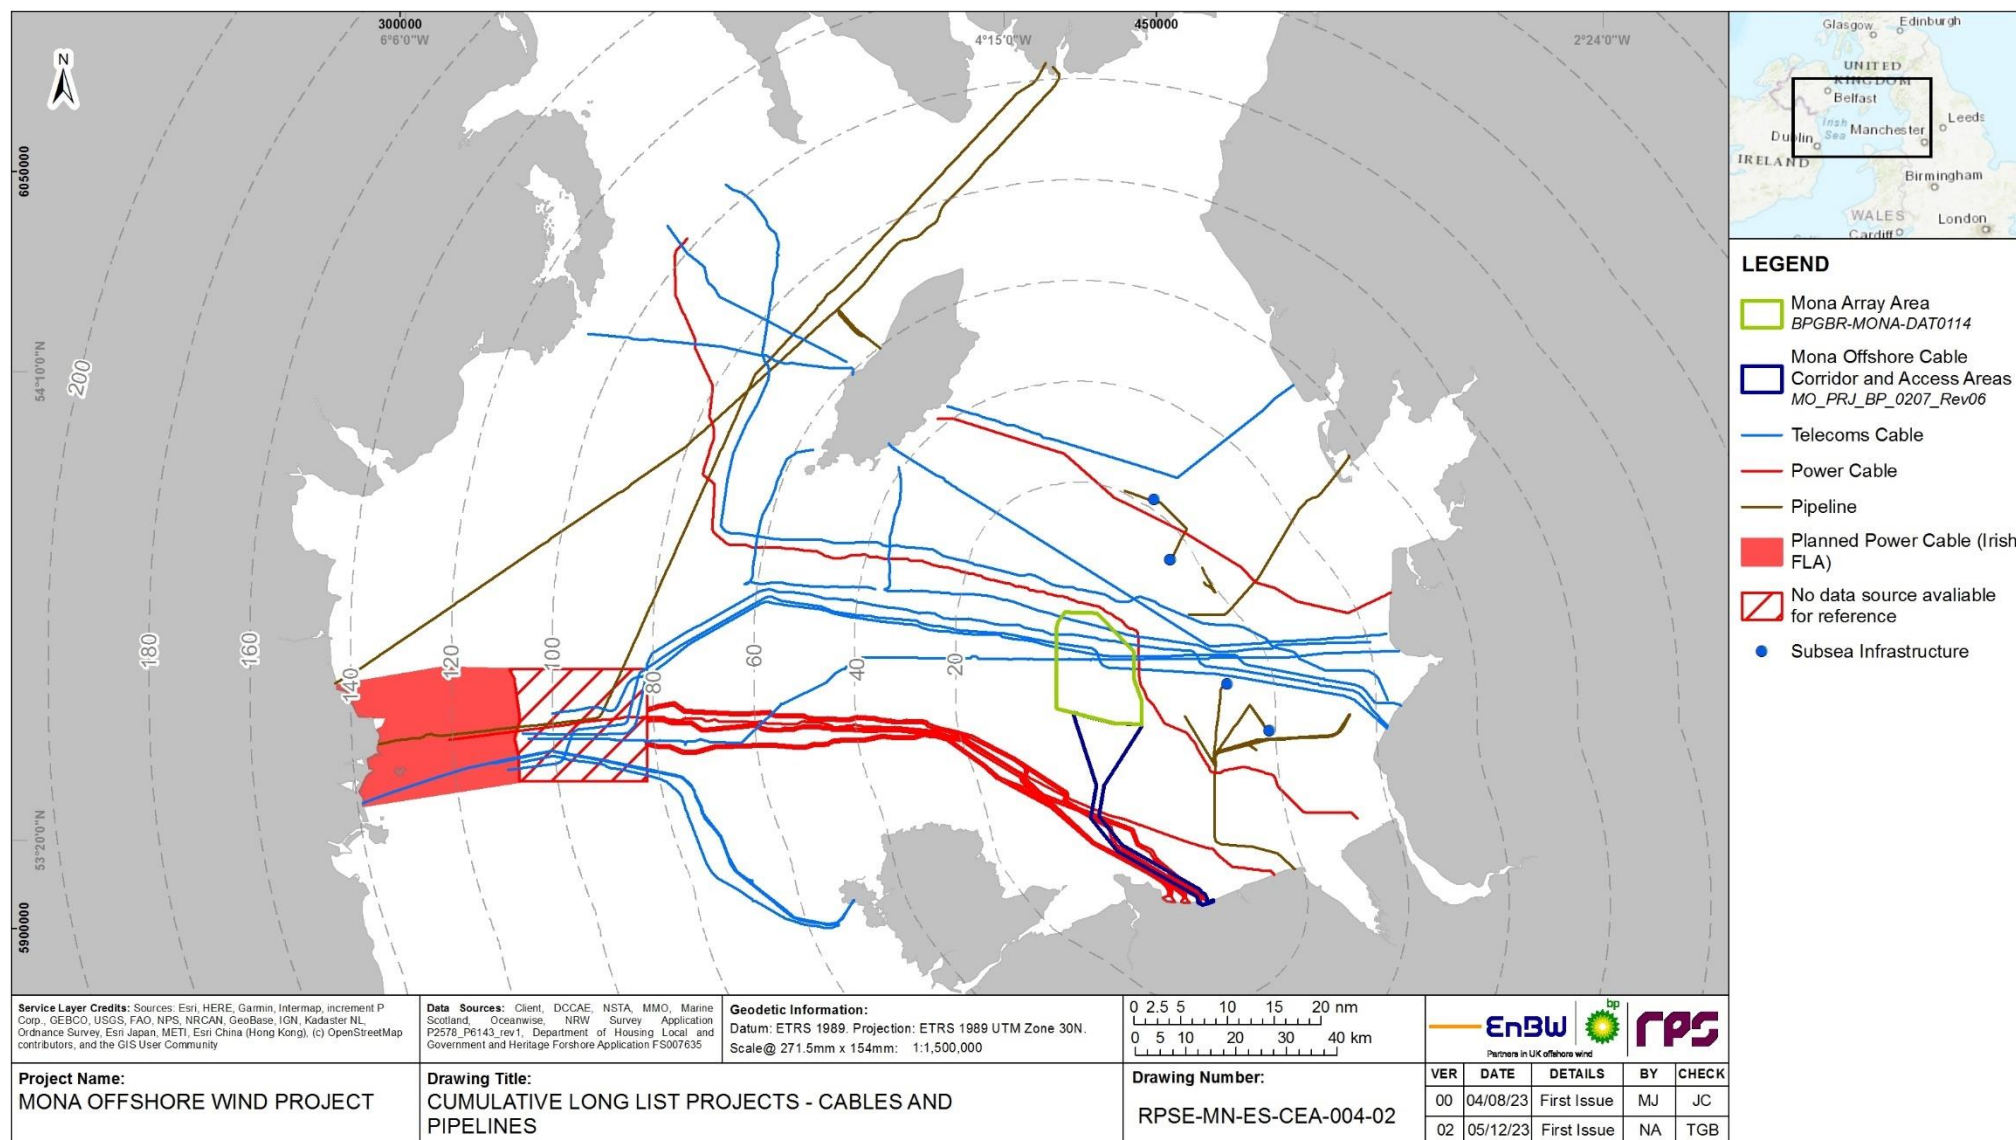 300000
450000
6°6'0"W
4°15'0"W
2°24'0"W
N
6050000
54°10'0"N
53°20'0"N
5900000
200
180
160
140
120
100
80
60
40
20
Glasgow
Edinburgh
UNITED
KINGDOM
Belfast
Irish
Sea
Leeds
Manchester
Dublin
IRELAND
Birmingham
WALES
London
Cardiff
LEGEND
Mona Array Area
BPGBR-MONA-DAT0114
Mona Offshore Cable
Corridor and Access Areas
MO_PRJ_BP_0207_Rev06
Telecoms Cable
Power Cable
Pipeline
Planned Power Cable (Irish
FLA)
No data source avaliable
for reference
Subsea Infrastructure
Service Layer Credits: Sources: Esri, HERE, Garmin, Intermap, increment P
Corp., GEBCO, USGS, FAO, NPS, NRCAN, GeoBase, IGN, Kadaster NL,
Ordnance Survey, Esri Japan, METI, Esri China (Hong Kong), (c) OpenStreetMap
contributors, and the GIS User Community
Data Sources: Client, DCCAE, NSTA, MMO, Marine
Scotland, Oceanwise, NRW Survey Application
P2578_P6143_rev1, Department of Housing Local and
Government and Heritage Forshore Application FS007635
Geodetic Information:
Datum: ETRS 1989. Projection: ETRS 1989 UTM Zone 30N.
Scale@ 271.5mm x 154mm: 1:1,500,000
0 2.5 5 10 15 20 nm
0 5 10 20 30 40 km
EnBW
bp
rps
Partners in UK offshore wind
Project Name:
MONA OFFSHORE WIND PROJECT
Drawing Title:
CUMULATIVE LONG LIST PROJECTS - CABLES AND
PIPELINES
Drawing Number:
RPSE-MN-ES-CEA-004-02
VER DATE DETAILS BY CHECK
00 04/08/23 First Issue MJ JC
02 05/12/23 First Issue NA TGB